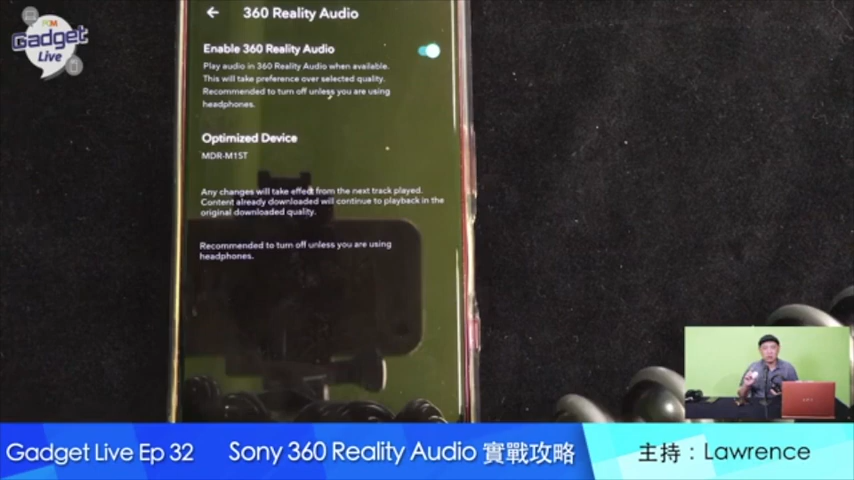 PCM
Gadget
Live
360 Reality Audio
Enable 360 Reality Audio
Play audio in 360 Reality Audio when available.
This will take preference over selected quality.
Recommended to turn off unless you are using
headphones.
Optimized Device
MDR-M1ST
Any changes will take effect from the next track played.
Content already downloaded will continue to playback in the
original downloaded quality.
Recommended to turn off unless you are using
headphones.
Gadget Live Ep 32 Sony 360 Reality Audio 實戰攻略 主持：Lawrence